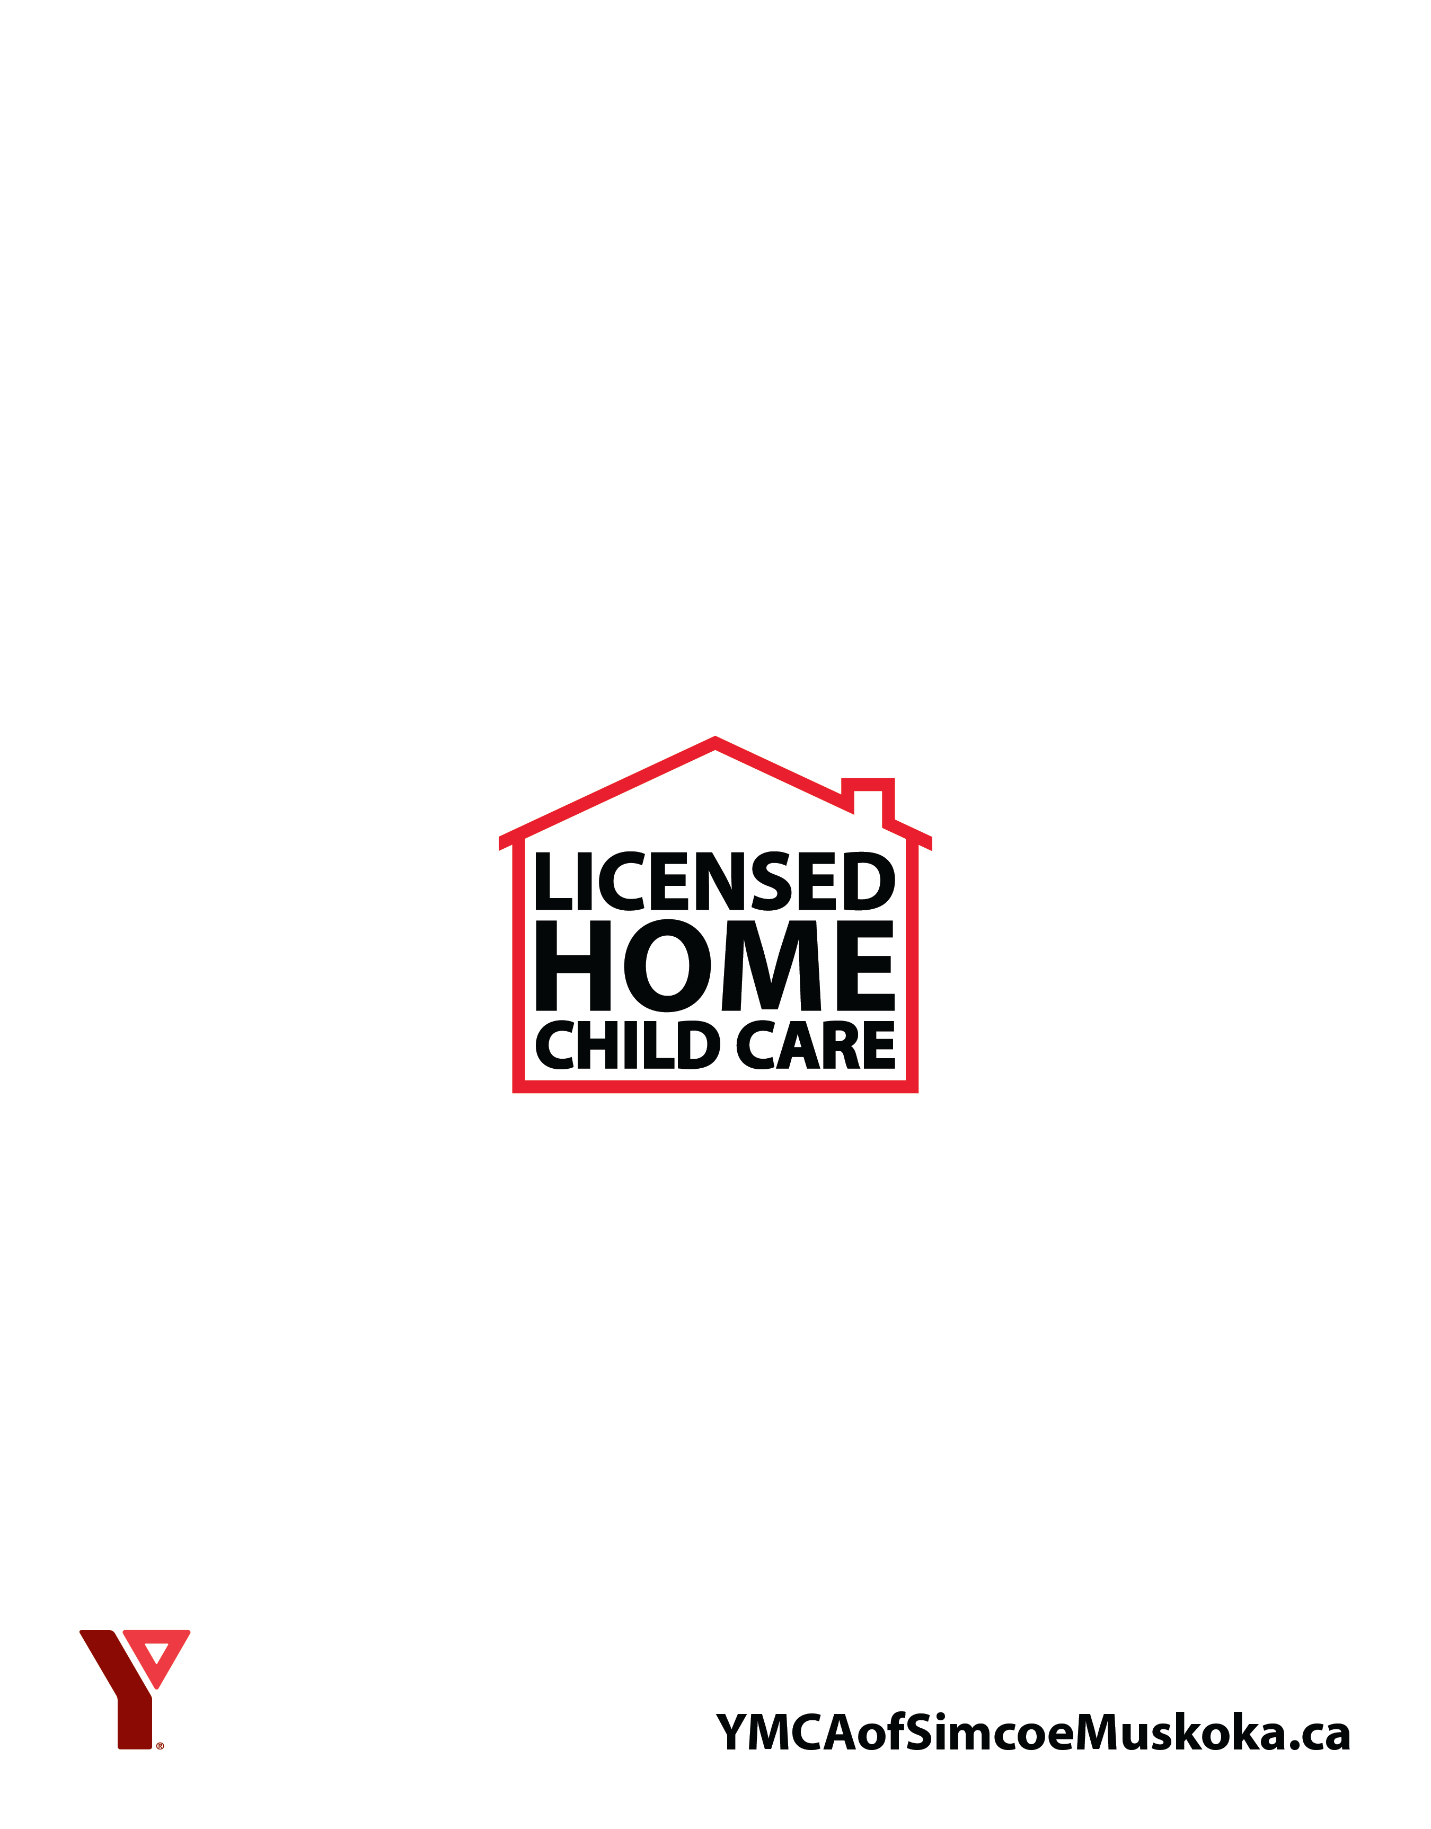 LICENSED
HOME
CHILD CARE
Y®
YMCAofSimcoeMuskoka.ca